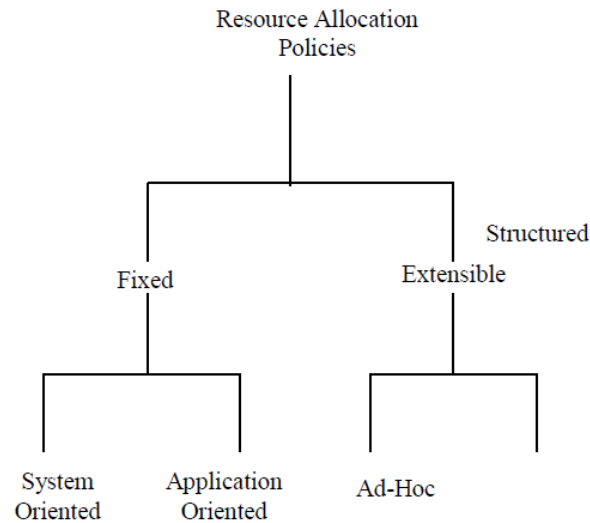 Resource Allocation
Policies
Structured
Fixed
Extensible
System
Oriented
Application
Oriented
Ad-Hoc